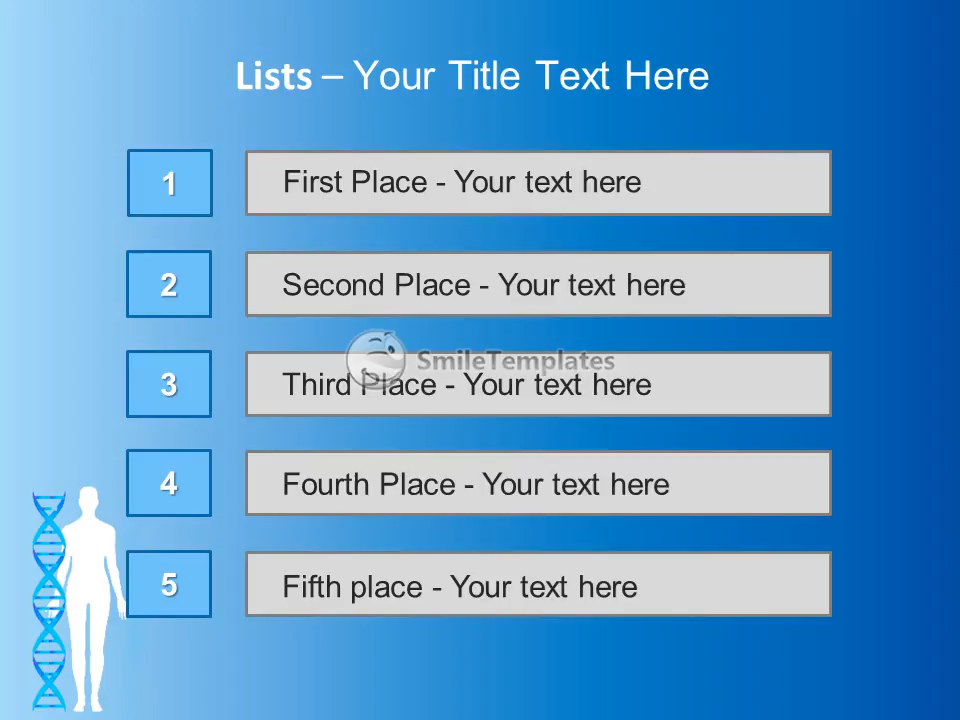 Lists – Your Title Text Here
1
First Place - Your text here
2
Second Place - Your text here
SmileTemplates
3
Third Place - Your text here
4
Fourth Place - Your text here
5
Fifth place - Your text here